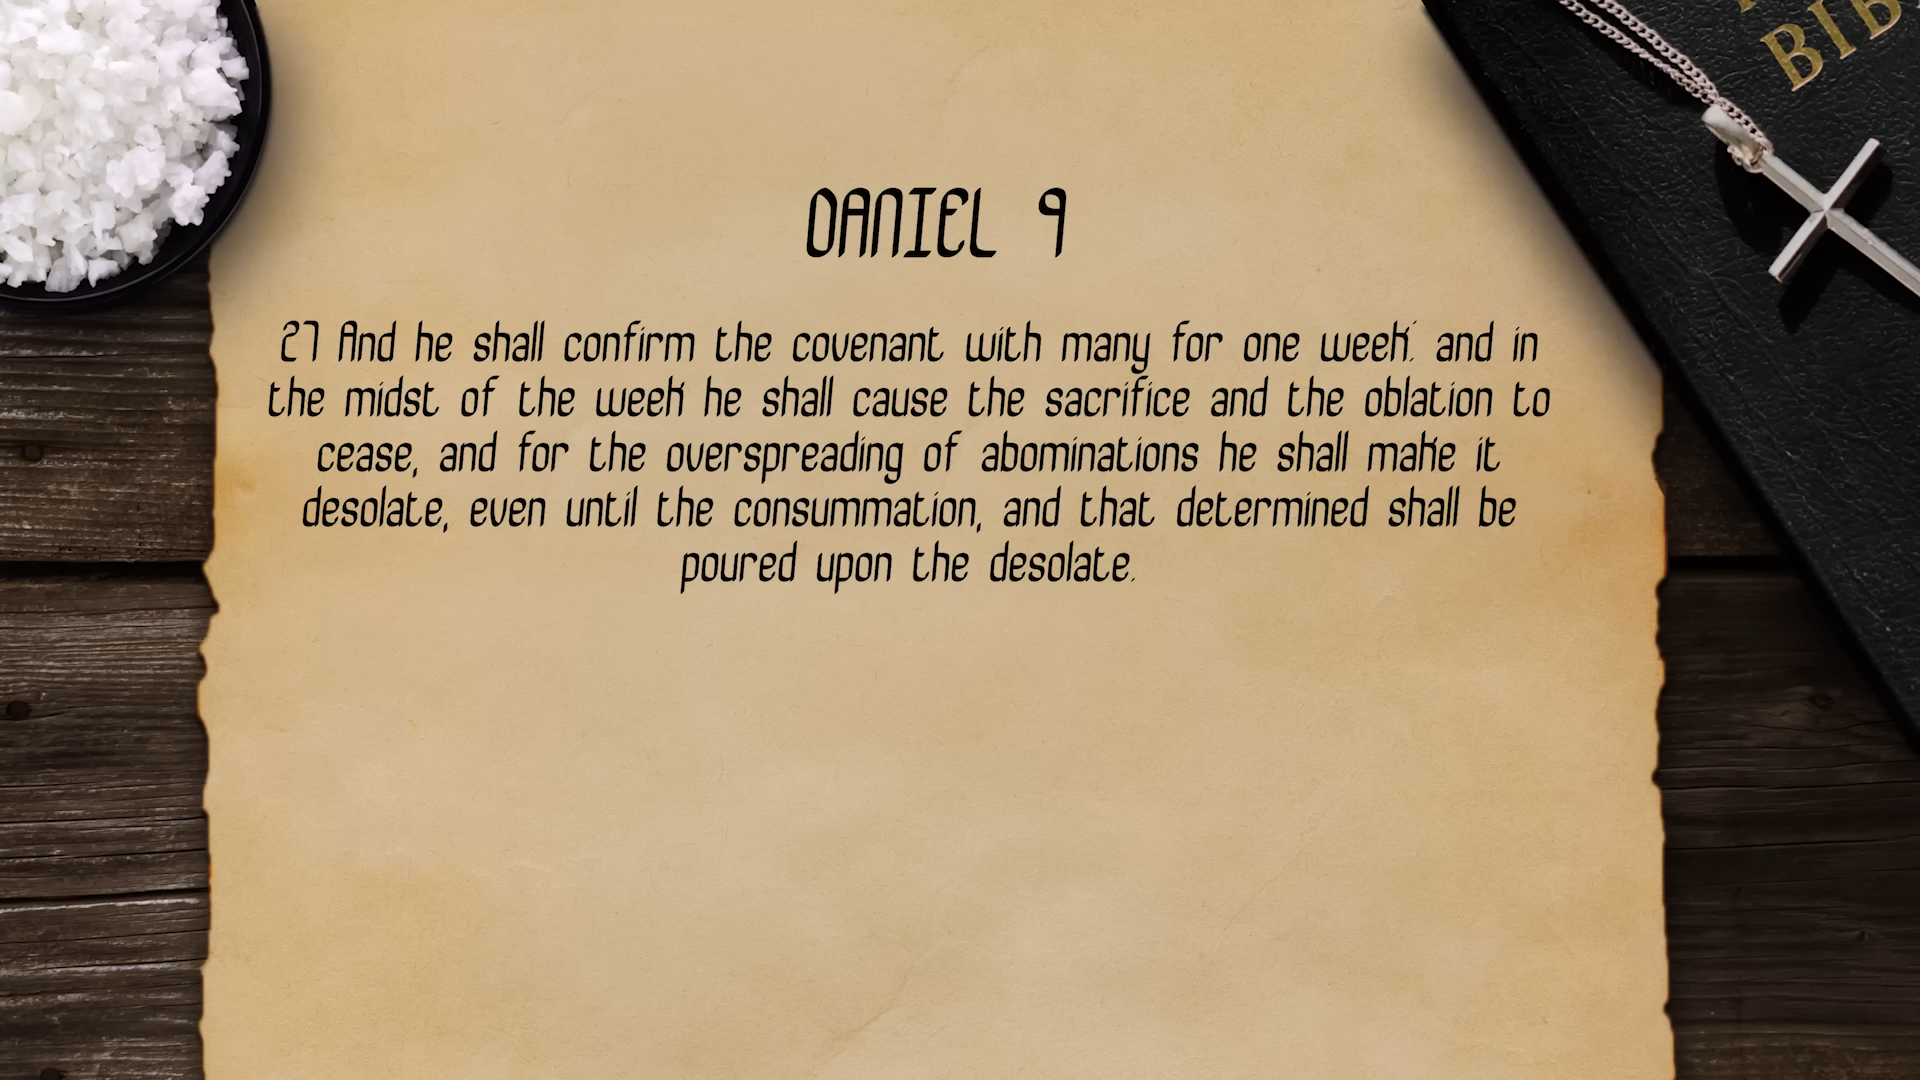 BIB
DANIEL 9
27 And he shall confirm the covenant with many for one week: and in
the midst of the week he shall cause the sacrifice and the oblation to
cease, and for the overspreading of abominations he shall make it
desolate, even until the consummation, and that determined shall be
poured upon the desolate.